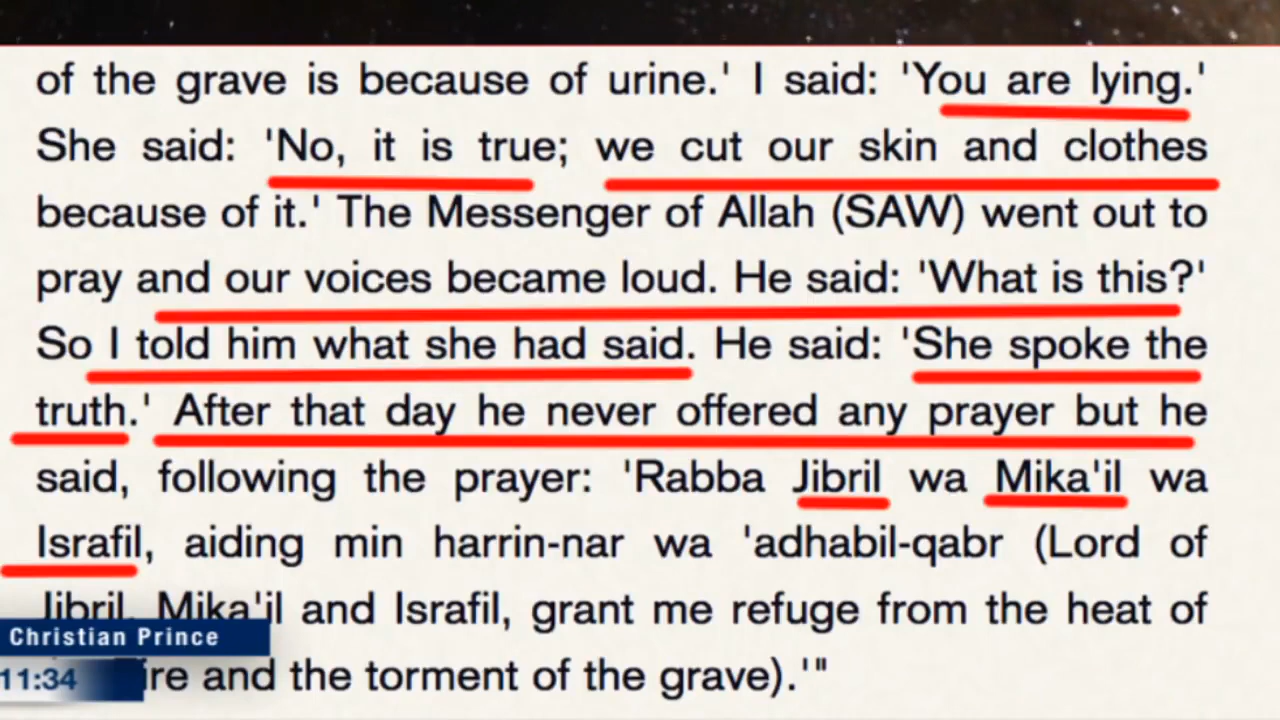 of the grave is because of urine.' I said: 'You are lying.'
She said: 'No, it is true; we cut our skin and clothes
because of it.' The Messenger of Allah (SAW) went out to
pray and our voices became loud. He said: 'What is this?'
So I told him what she had said. He said: 'She spoke the
truth.' After that day he never offered any prayer but he
said, following the prayer: 'Rabba Jibril wa Mika'il wa
Israfil, aiding min harrin-nar wa 'adhabil-qabr (Lord of
Jibril, Mika'il and Israfil, grant me refuge from the heat of
ire and the torment of the grave).'"
Christian Prince
11:34